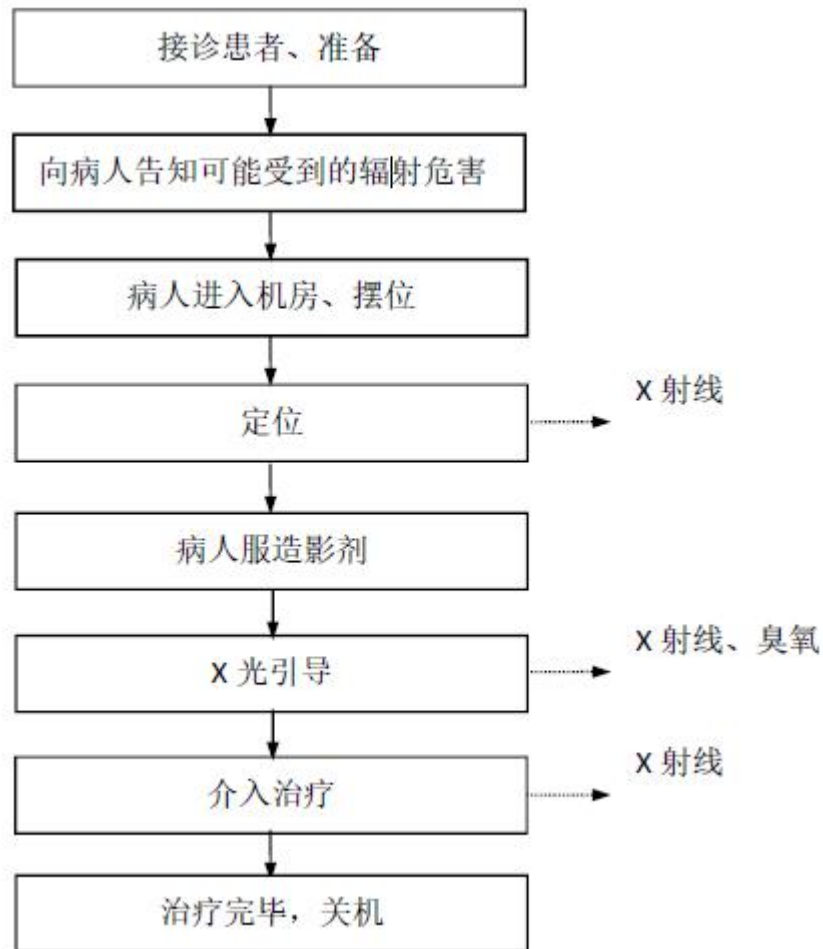 接诊患者、准备
向病人告知可能受到的辐射危害
病人进入机房、摆位
定位
X 射线
病人服造影剂
X 光引导
X 射线、臭氧
介入治疗
X 射线
治疗完毕，关机